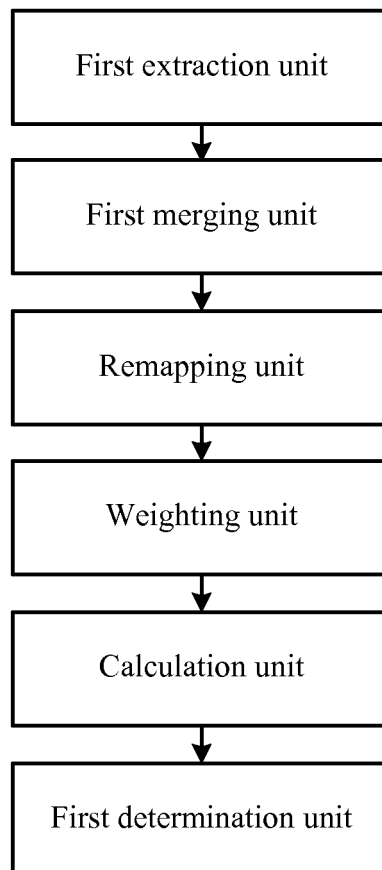 First extraction unit
First merging unit
Remapping unit
Weighting unit
Calculation unit
First determination unit